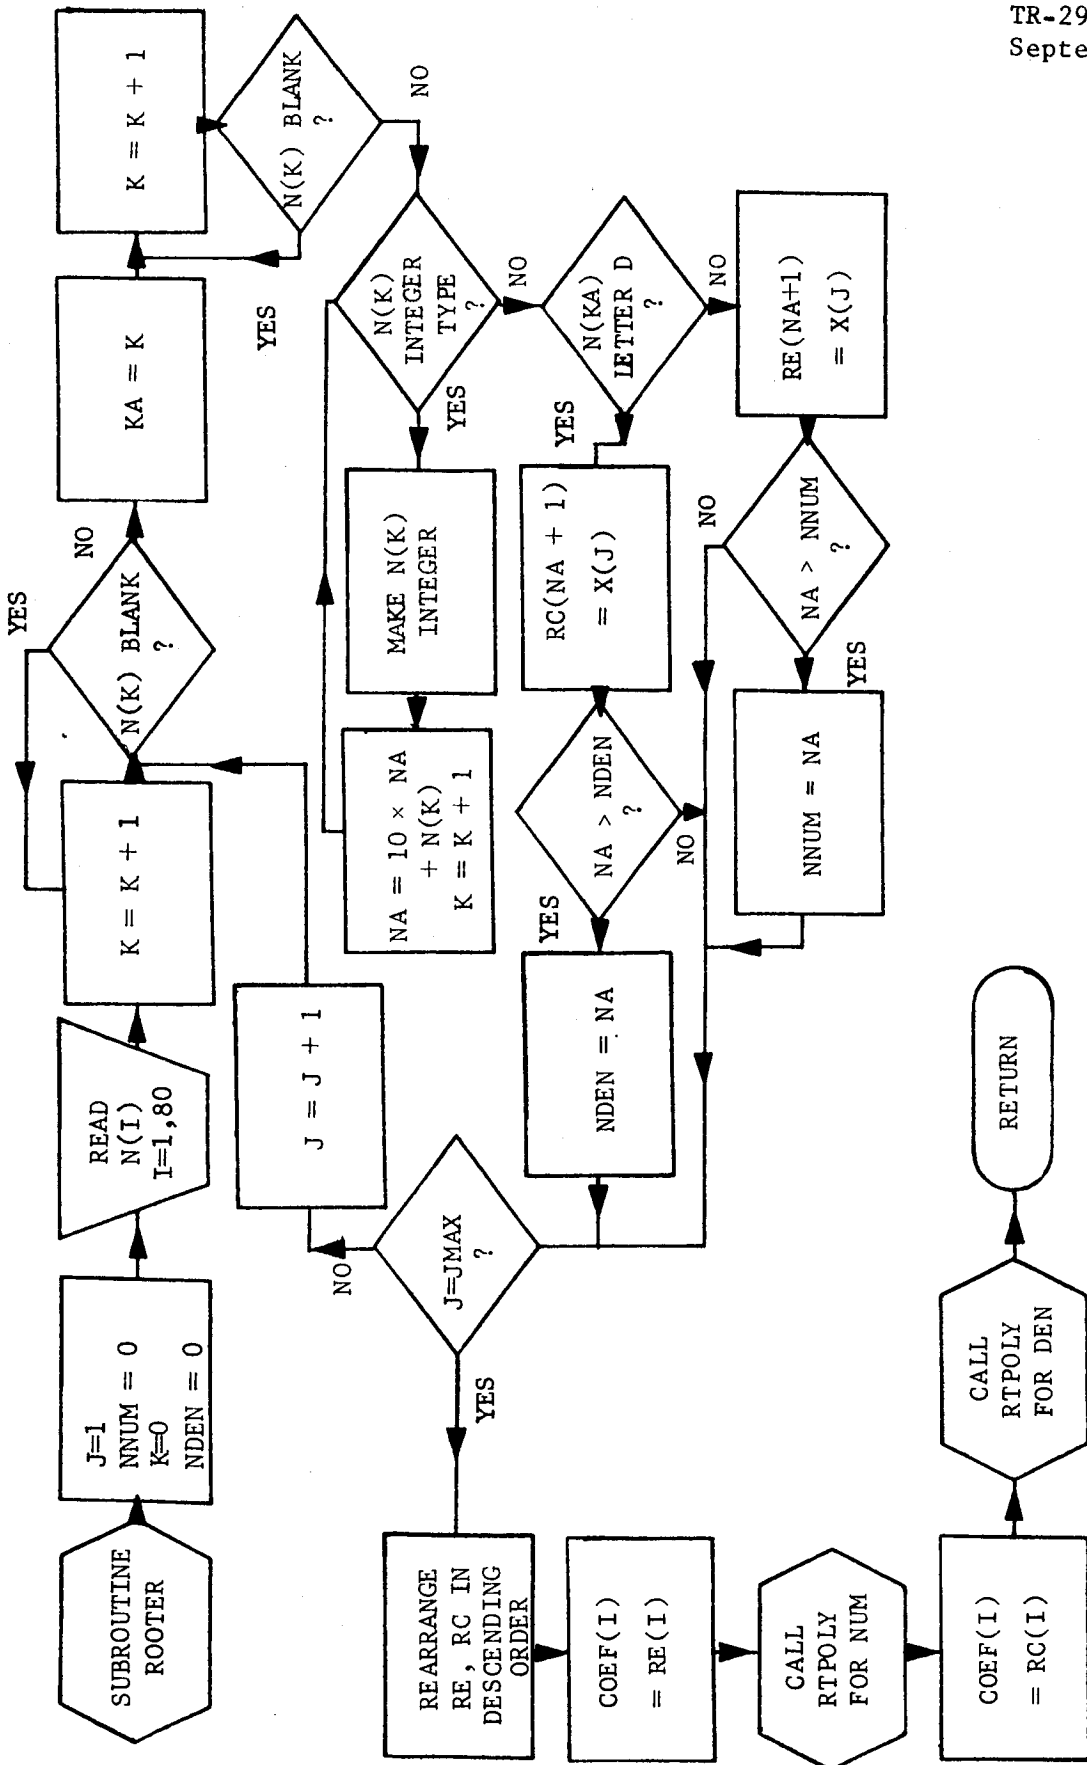 TR-29
Septe
SUBROUTINE
ROOTER
J=1
NNUM = 0
K=0
NDEN = 0
READ
N(I)
I=1,80
K = K + 1
N(K) BLANK
?
YES
NO
KA = K
K = K + 1
N(K) BLANK
?
YES
NO
N(K)
INTEGER
TYPE
?
YES
NO
MAKE N(K)
INTEGER
NA = 10 × NA
+ N(K)
K = K + 1
N(KA)
LETTER D
?
YES
NO
RC(NA + 1)
= X(J)
NA > NDEN
?
YES
NO
NDEN = NA
RE(NA+1)
= X(J)
NA > NNUM
?
NO
YES
NNUM = NA
J = J + 1
J=JMAX
?
NO
YES
REARRANGE
RE, RC IN
DESCENDING
ORDER
COEF(I)
= RE(I)
CALL
RTPOLY
FOR NUM
COEF(I)
= RC(I)
CALL
RTPOLY
FOR DEN
RETURN